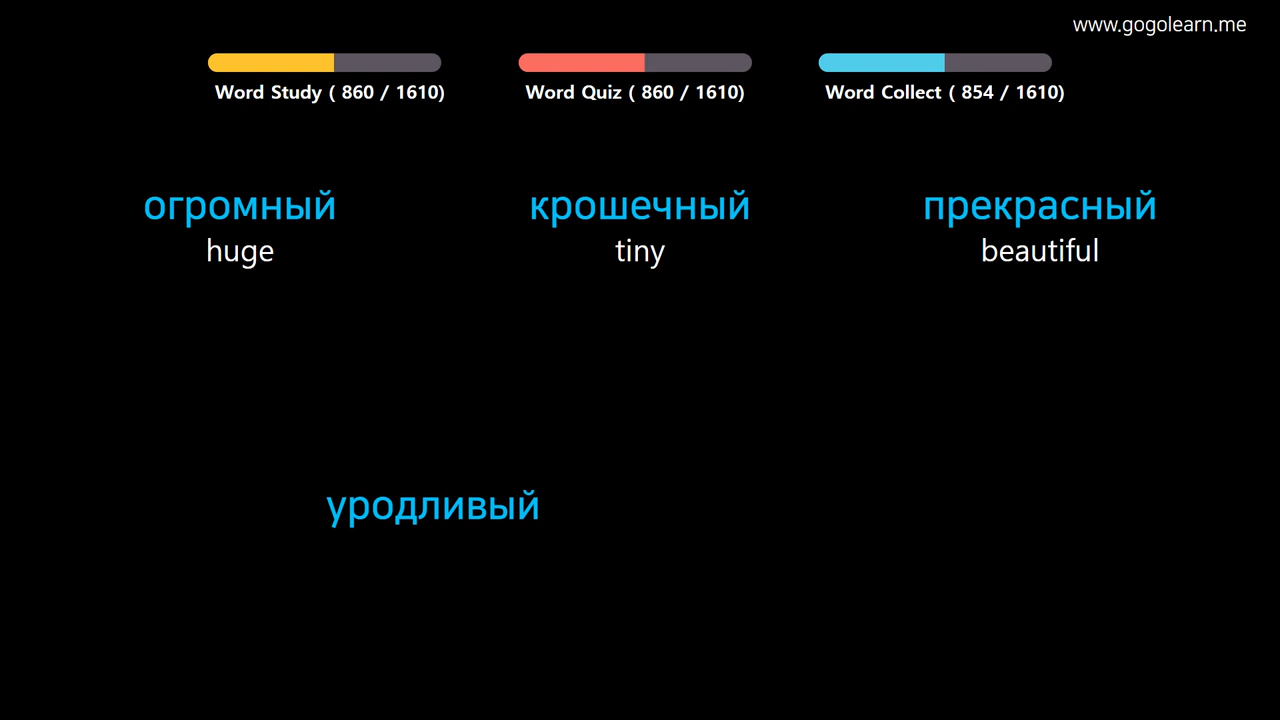 www.gogolearn.me
Word Study ( 860 / 1610)
Word Quiz ( 860 / 1610)
Word Collect ( 854 / 1610)
огромный
huge
крошечный
tiny
прекрасный
beautiful
уродливый